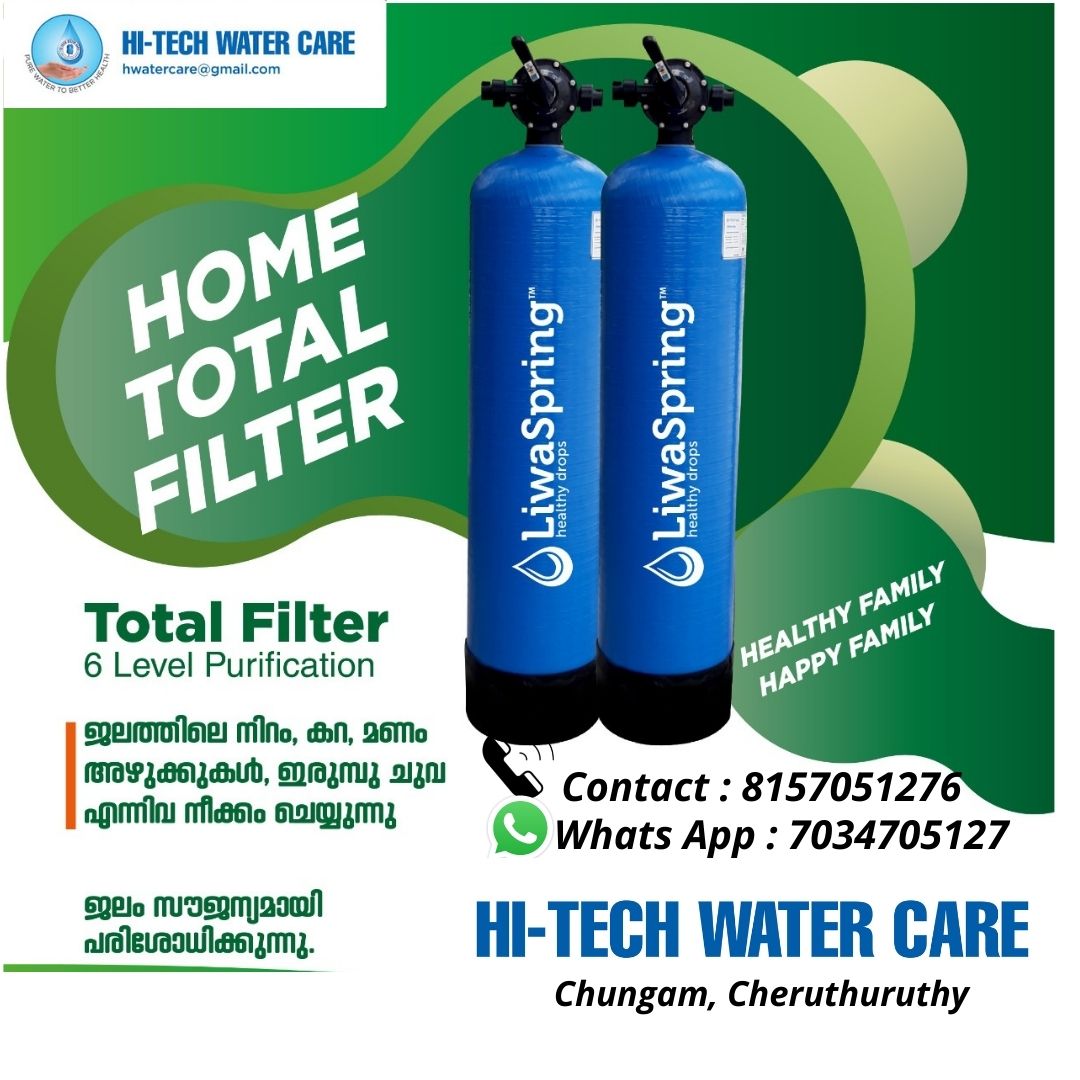 HI-TECH WATER CARE
hwatercare@gmail.com
PURE WATER TO BETTER HEALTH
HOME
TOTAL
FILTER
LiwaSpring™
healthy drops
LiwaSpring™
healthy drops
HEALTHY FAMILY
HAPPY FAMILY
Total Filter
6 Level Purification
ജലത്തിലെ നിറം, കറ, മണം
അഴുക്കുകൾ, ഇരുമ്പു ചുവ
എന്നിവ നീക്കം ചെയ്യുന്നു
ജലം സൗജന്യമായി
പരിശോധിക്കുന്നു.
Contact : 8157051276
Whats App : 7034705127
HI-TECH WATER CARE
Chungam, Cheruthuruthy